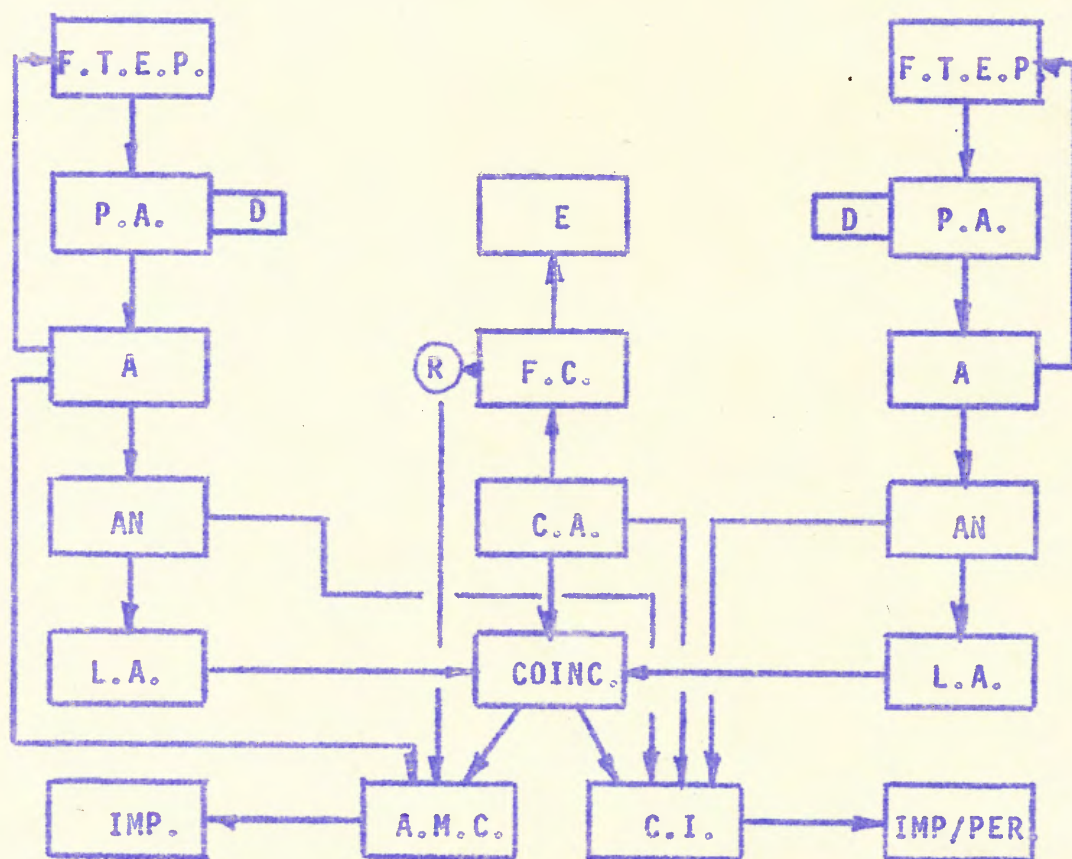 F.T.E.P. F.T.E.P
P.A. D E D P.A.
A R F.C. A
AN C.A. AN
L.A. COINC. L.A.
IMP. A.M.C. C.I. IMP/PER.